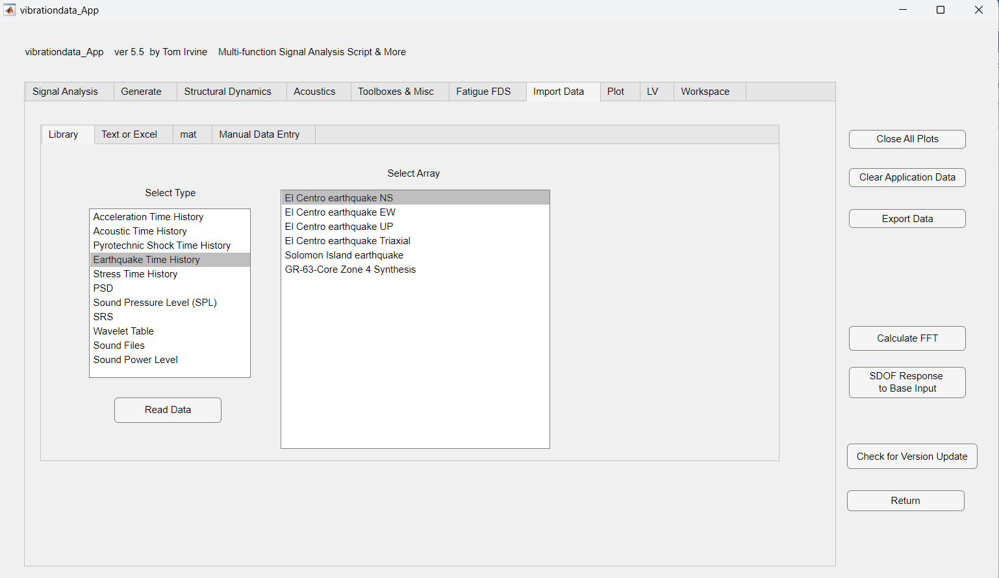 vibrationdata_App
vibrationdata_App ver 5.5 by Tom Irvine Multi-function Signal Analysis Script & More
Signal Analysis Generate Structural Dynamics Acoustics Toolboxes & Misc Fatigue FDS Import Data Plot LV Workspace
Library Text or Excel mat Manual Data Entry
Select Type
Acceleration Time History
Acoustic Time History
Pyrotechnic Shock Time History
Earthquake Time History
Stress Time History
PSD
Sound Pressure Level (SPL)
SRS
Wavelet Table
Sound Files
Sound Power Level
Read Data
Select Array
El Centro earthquake NS
El Centro earthquake EW
El Centro earthquake UP
El Centro earthquake Triaxial
Solomon Island earthquake
GR-63-Core Zone 4 Synthesis
Close All Plots
Clear Application Data
Export Data
Calculate FFT
SDOF Response
to Base Input
Check for Version Update
Return